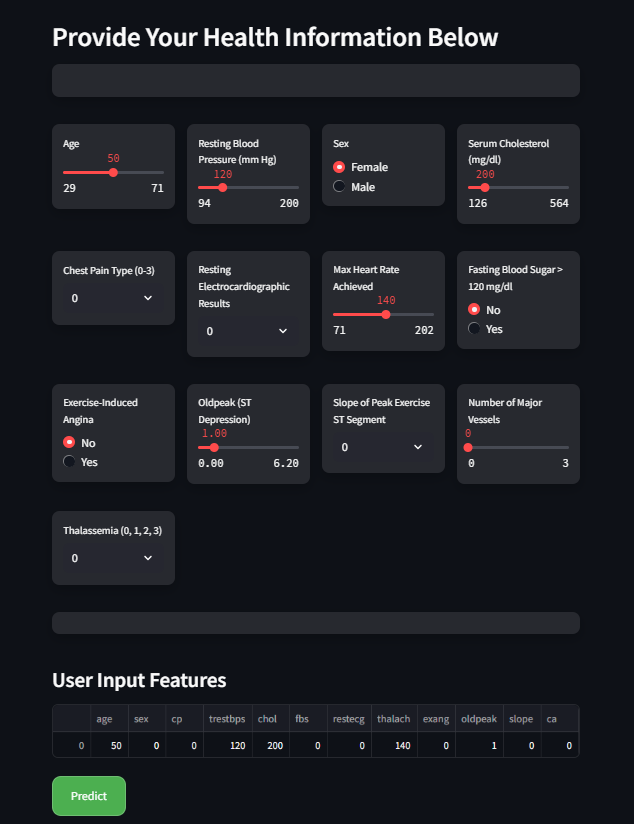 Provide Your Health Information Below
Age
50
29 71
Resting Blood
Pressure (mm Hg)
120
94 200
Sex
Female
Male
Serum Cholesterol
(mg/dl)
200
126 564
Chest Pain Type (0-3)
0
Resting
Electrocardiographic
Results
0
Max Heart Rate
Achieved
140
71 202
Fasting Blood Sugar >
120 mg/dl
No
Yes
Exercise-Induced
Angina
No
Yes
Oldpeak (ST
Depression)
1.00
0.00 6.20
Slope of Peak Exercise
ST Segment
0
Number of Major
Vessels
0
0 3
Thalassemia (0, 1, 2, 3)
0
User Input Features
age sex cp trestbps chol fbs restecg thalach exang oldpeak slope ca
0 50 0 0 120 200 0 0 140 0 1 0 0
Predict